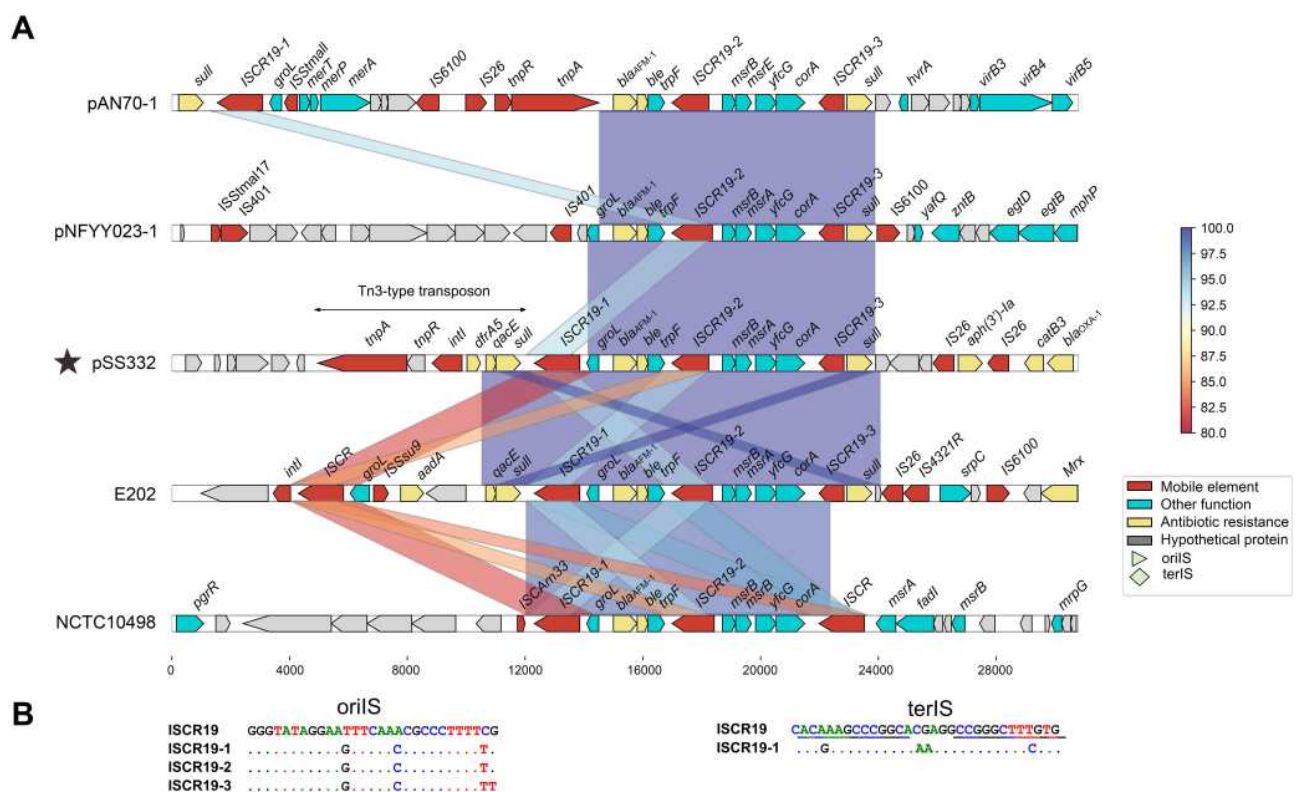 A
sulI ISCR19-1 groL ISStmalI merT merP merA IS6100 IS26 tnpR tnpA blaAFM-1 ble trpF ISCR19-2 msrB msrE yfcG corA ISCR19-3 sulI hvrA virB3 virB4 virB5
pAN70-1
ISStmal17 IS401 IS401 groL blaAFM-1 ble trpF ISCR19-2 msrB msrA yfcG corA ISCR19-3 sulI IS6100 yafQ zntB egtD egtB mphP
pNFYY023-1
Tn3-type transposon
tnpA tnpR intI dfrA5 qacE sulI ISCR19-1 groL blaAFM-1 ble trpF ISCR19-2 msrB msrA yfcG corA ISCR19-3 sulI IS26 aph(3')-Ia IS26 catB3 blaOXA-1
★ pSS332
intI ISCR groL ISSsu9 aadA qacE sulI ISCR19-1 groL blaAFM-1 ble trpF ISCR19-2 msrB msrA yfcG corA ISCR19-3 sulI IS26 IS4321R srpC IS6100 Mrx
E202
pgrR ISCAm33 ISCR19-1 groL blaAFM-1 ble trpF ISCR19-2 msrB msrB yfcG corA ISCR msrA fadI msrB mrpG
NCTC10498
0 4000 8000 12000 16000 20000 24000 28000
100.0
97.5
95.0
92.5
90.0
87.5
85.0
82.5
80.0
Mobile element
Other function
Antibiotic resistance
Hypothetical protein
oriIS
terIS
B
oriIS
ISCR19 GGGTATAGGAATTTCAAACGCCCTTTTCG
ISCR19-1 ...........G.....C.........T.
ISCR19-2 ...........G.....C.........T.
ISCR19-3 ...........G.....C.........TT
terIS
ISCR19 CACAAAGCCCGGCACGAGGCCGGGCTTTGTG
ISCR19-1 ....G..........AA...........C...